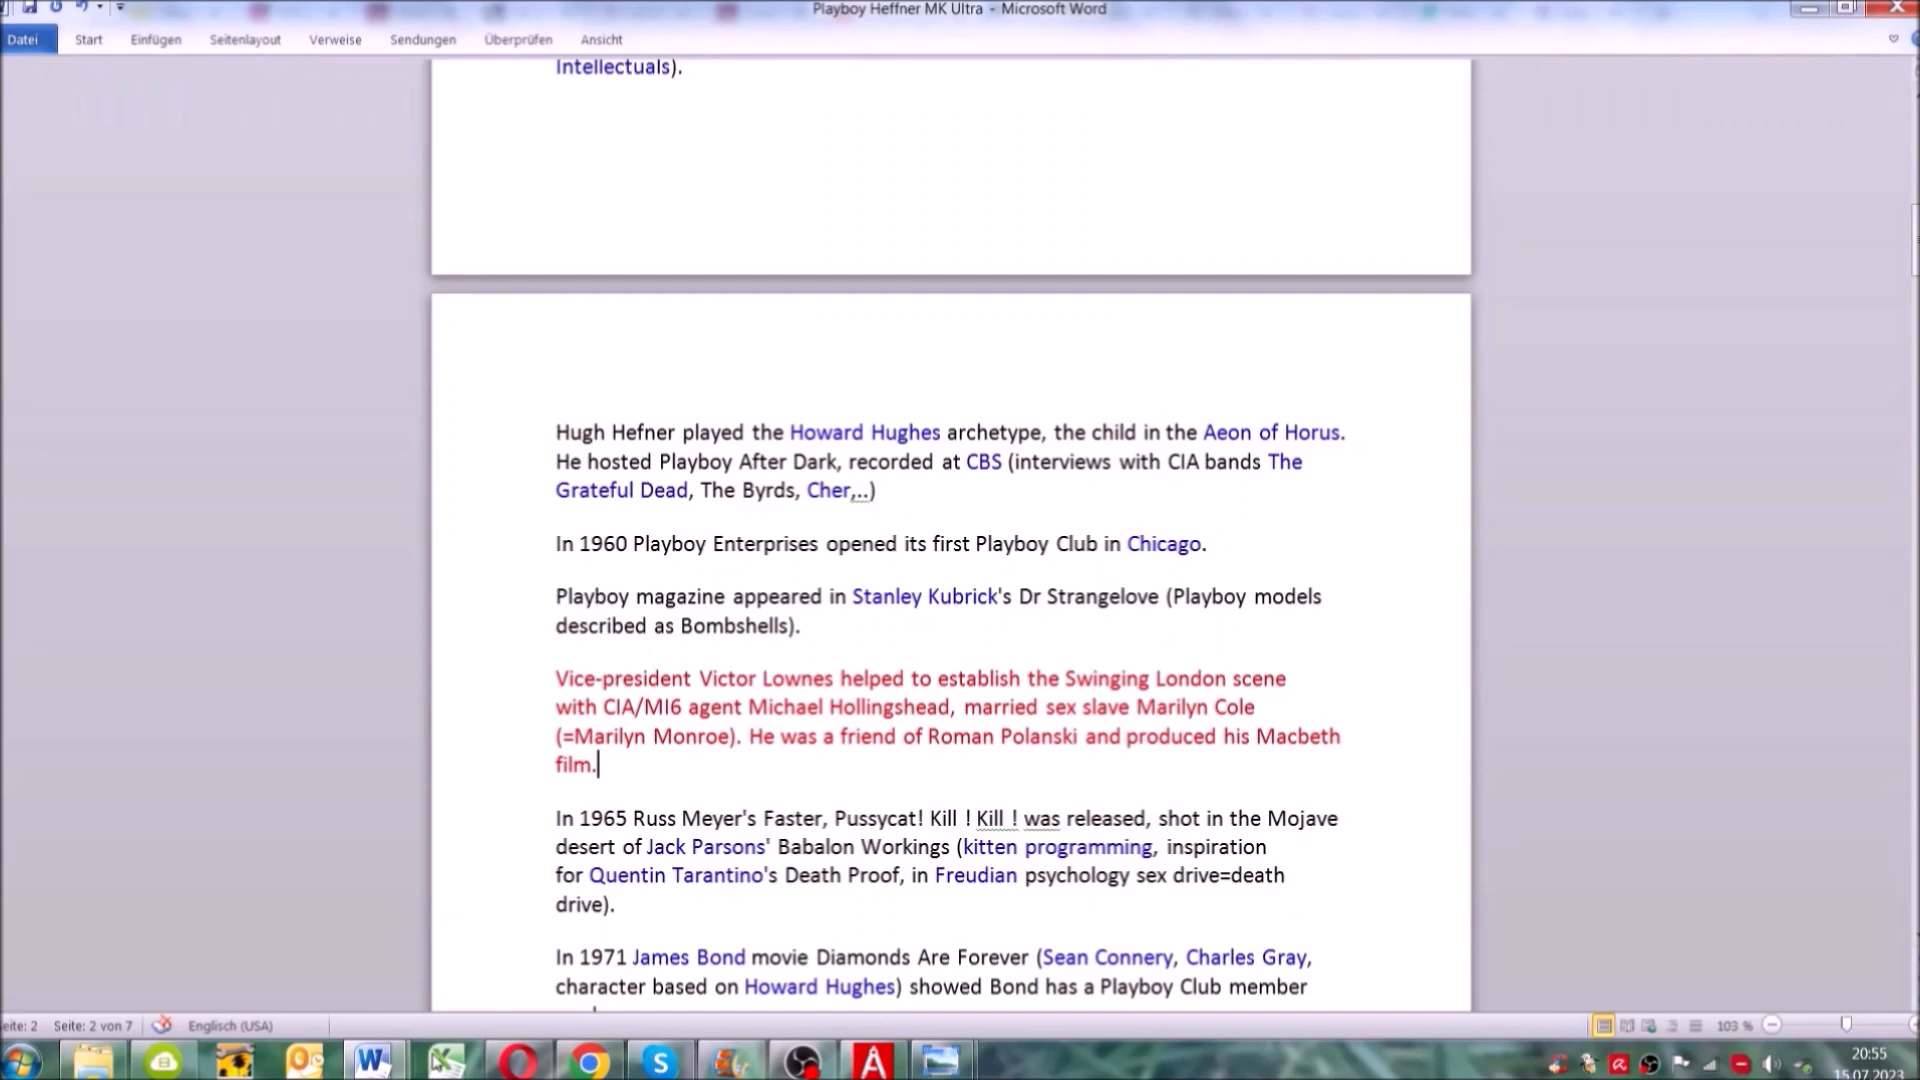 Playboy Heffner MK Ultra - Microsoft Word
Datei Start Einfügen Seitenlayout Verweise Sendungen Überprüfen Ansicht
Intellectuals).
Hugh Hefner played the Howard Hughes archetype, the child in the Aeon of Horus.
He hosted Playboy After Dark, recorded at CBS (interviews with CIA bands The
Grateful Dead, The Byrds, Cher,..)
In 1960 Playboy Enterprises opened its first Playboy Club in Chicago.
Playboy magazine appeared in Stanley Kubrick's Dr Strangelove (Playboy models
described as Bombshells).
Vice-president Victor Lownes helped to establish the Swinging London scene
with CIA/MI6 agent Michael Hollingshead, married sex slave Marilyn Cole
(=Marilyn Monroe). He was a friend of Roman Polanski and produced his Macbeth
film.
In 1965 Russ Meyer's Faster, Pussycat! Kill ! Kill ! was released, shot in the Mojave
desert of Jack Parsons' Babalon Workings (kitten programming, inspiration
for Quentin Tarantino's Death Proof, in Freudian psychology sex drive=death
drive).
In 1971 James Bond movie Diamonds Are Forever (Sean Connery, Charles Gray,
character based on Howard Hughes) showed Bond has a Playboy Club member
eite: 2 Seite: 2 von 7 Englisch (USA) 103 %
20:55
15.07.2023